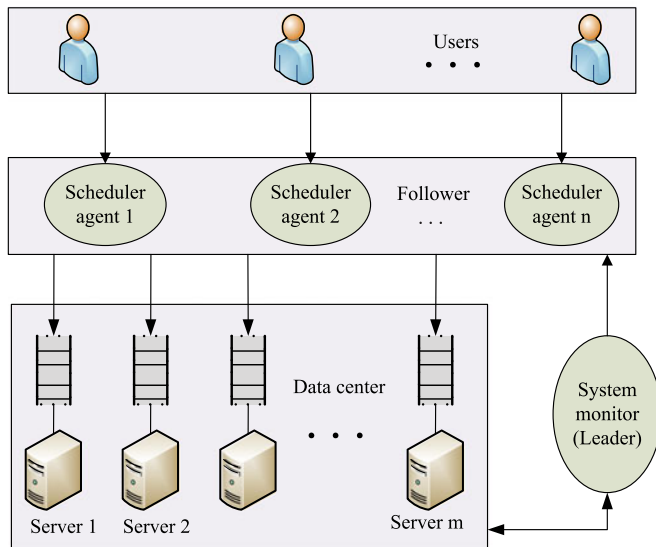 Users
. . .
Scheduler
agent 1
Scheduler
agent 2
Follower
. . .
Scheduler
agent n
Data center
. . .
System
monitor
(Leader)
Server 1
Server 2
Server m